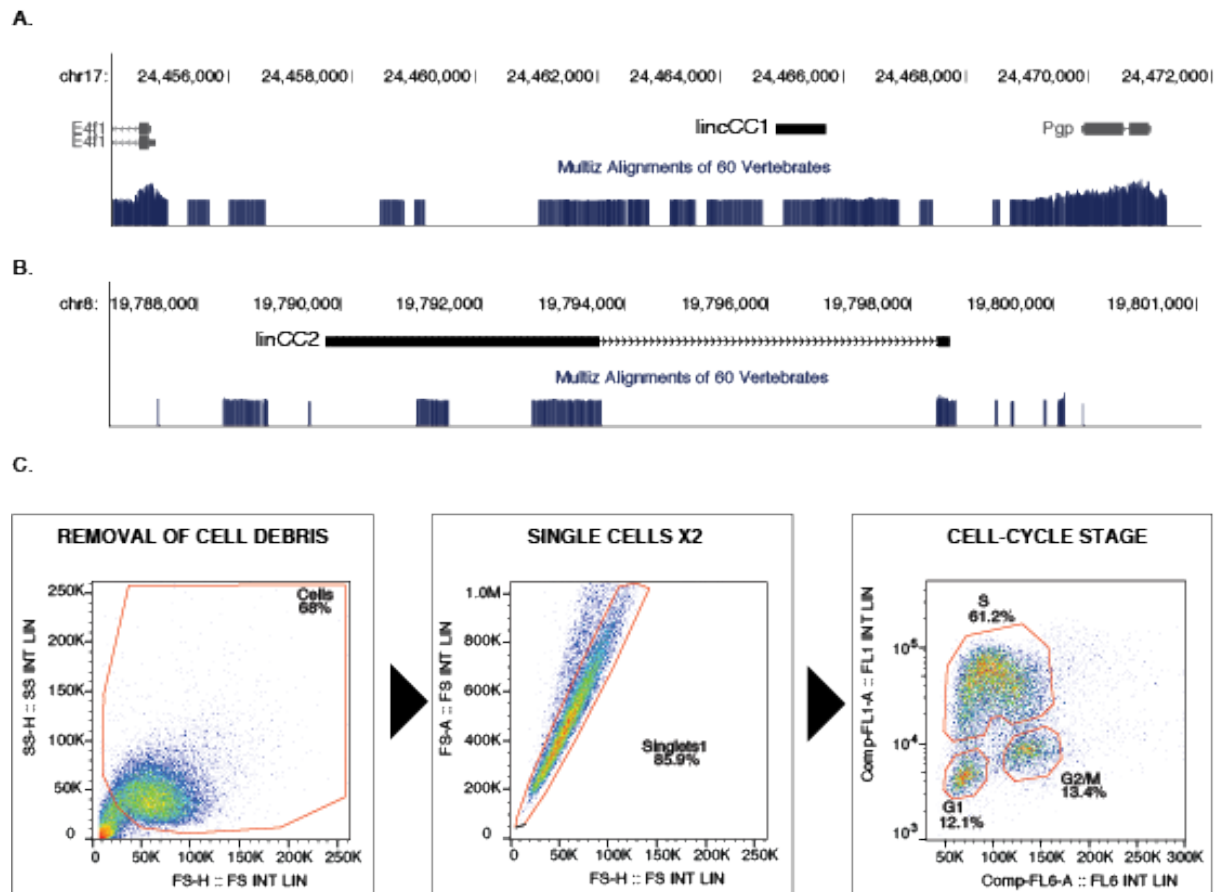 A.
chr17: 24,456,000 24,458,000 24,460,000 24,462,000 24,464,000 24,466,000 24,468,000 24,470,000 24,472,000
E4f1
E4f1
lincCC1
Pgp
Multiz Alignments of 60 Vertebrates
B.
chr8: 19,788,000 19,790,000 19,792,000 19,794,000 19,796,000 19,798,000 19,800,000 19,801,000
linCC2
Multiz Alignments of 60 Vertebrates
C.
REMOVAL OF CELL DEBRIS
SS-H :: SS INT LIN
250K
200K
150K
100K
50K
0
Cells
68%
0 50K 100K 150K 200K 250K
FS-H :: FS INT LIN
SINGLE CELLS X2
FS-A :: FS INT LIN
1.0M
800K
600K
400K
200K
0
Singlets1
85.9%
0 50K 100K 150K 200K 250K
FS-H :: FS INT LIN
CELL-CYCLE STAGE
Comp-FL1-A :: FL1 INT LIN
10⁵
10⁴
10³
S
61.2%
G2/M
13.4%
G1
12.1%
50K 100K 150K 200K 250K 300K
Comp-FL6-A :: FL6 INT LIN